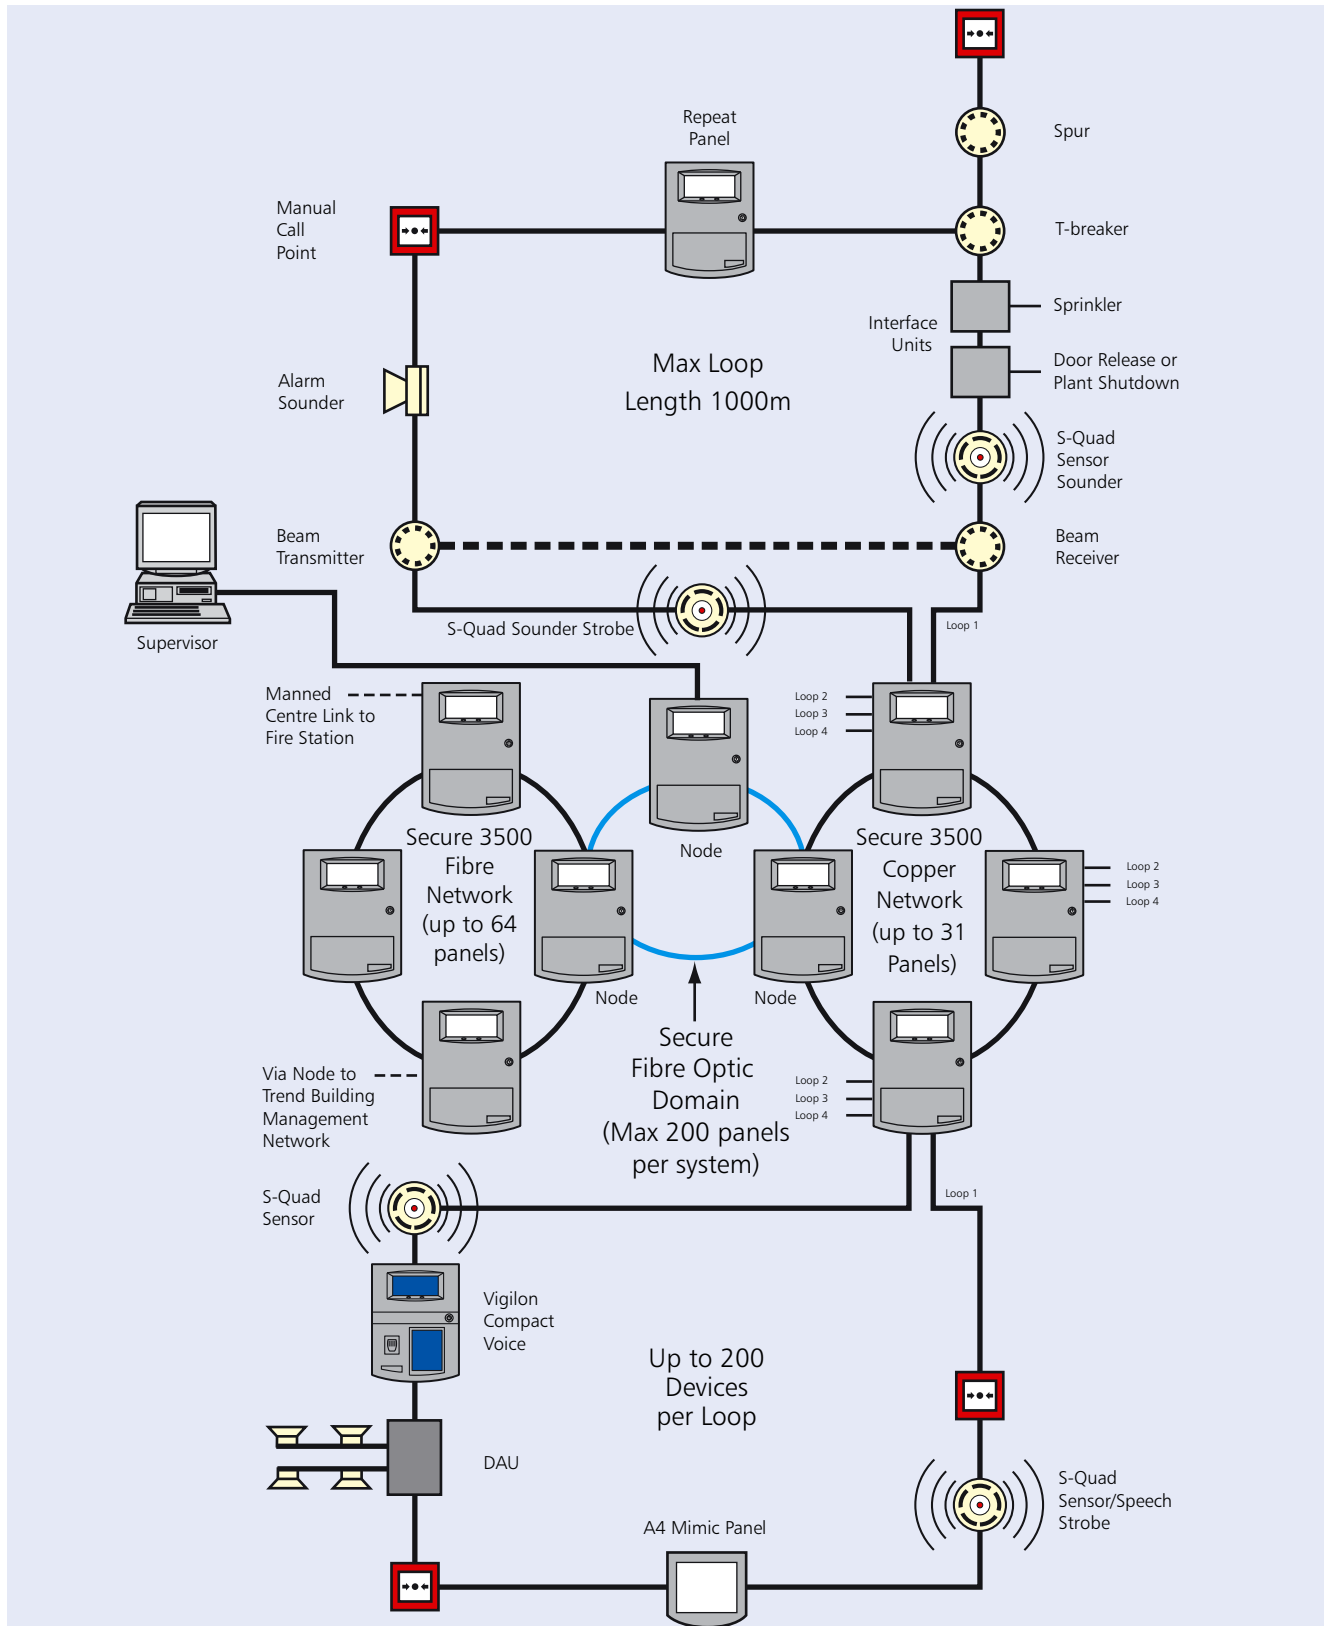 Repeat
Panel
Spur
Manual
Call
Point
T-breaker
Sprinkler
Interface
Units
Door Release or
Plant Shutdown
Max Loop
Length 1000m
Alarm
Sounder
S-Quad
Sensor
Sounder
Beam
Transmitter
Beam
Receiver
S-Quad Sounder Strobe
Loop 1
Supervisor
Manned
Centre Link to
Fire Station
Loop 2
Loop 3
Loop 4
Node
Secure 3500
Fibre
Network
(up to 64
panels)
Secure 3500
Copper
Network
(up to 31
Panels)
Loop 2
Loop 3
Loop 4
Node
Node
Secure
Fibre Optic
Domain
(Max 200 panels
per system)
Via Node to
Trend Building
Management
Network
Loop 2
Loop 3
Loop 4
S-Quad
Sensor
Loop 1
Vigilon
Compact
Voice
Up to 200
Devices
per Loop
DAU
S-Quad
Sensor/Speech
Strobe
A4 Mimic Panel